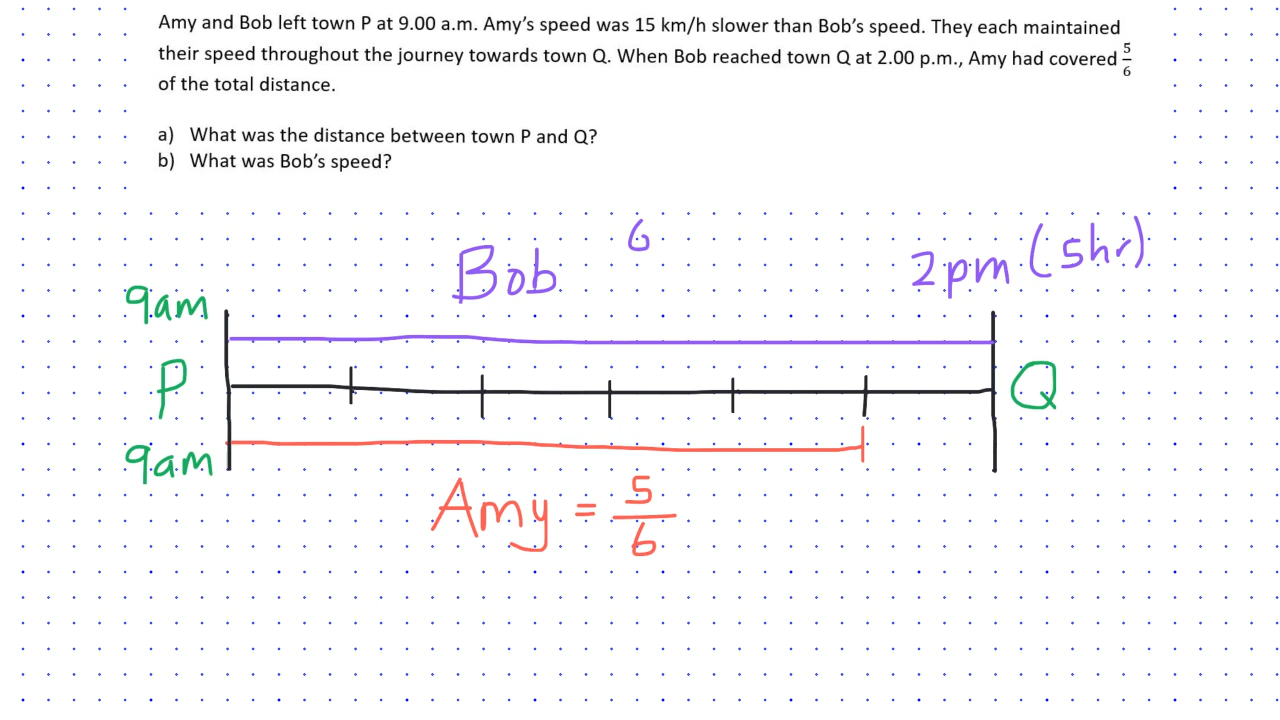 Amy and Bob left town P at 9.00 a.m. Amy’s speed was 15 km/h slower than Bob’s speed. They each maintained
their speed throughout the journey towards town Q. When Bob reached town Q at 2.00 p.m., Amy had covered 5/6
of the total distance.
a) What was the distance between town P and Q?
b) What was Bob’s speed?
Bob 6 2pm (5hr)
9am
P Q
9am
Amy = 5/6